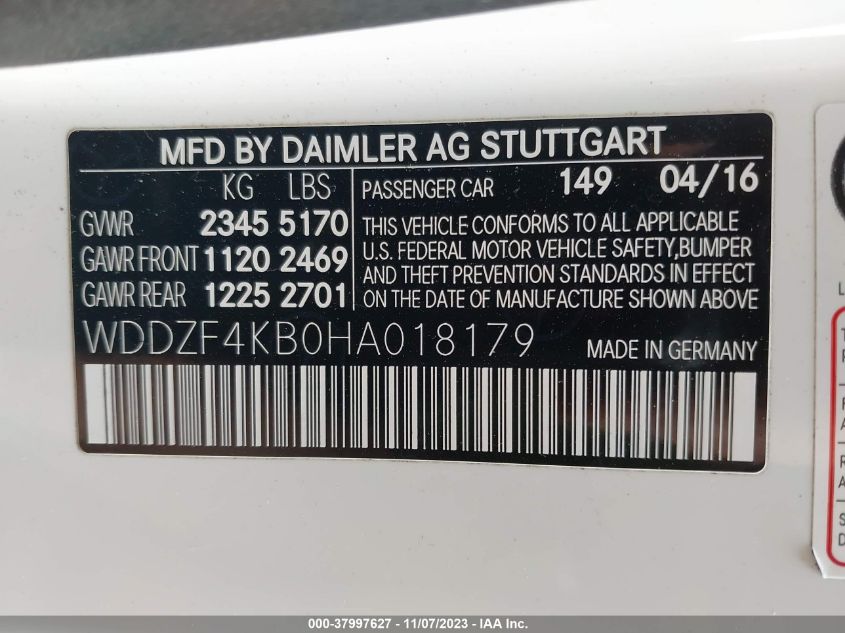 MFD BY DAIMLER AG STUTTGART
KG LBS
GVWR 2345 5170
GAWR FRONT 1120 2469
GAWR REAR 1225 2701
PASSENGER CAR 149 04/16
THIS VEHICLE CONFORMS TO ALL APPLICABLE
U.S. FEDERAL MOTOR VEHICLE SAFETY,BUMPER
AND THEFT PREVENTION STANDARDS IN EFFECT
ON THE DATE OF MANUFACTURE SHOWN ABOVE
WDDZF4KB0HA018179 MADE IN GERMANY
000-37997627 - 11/07/2023 - IAA Inc.